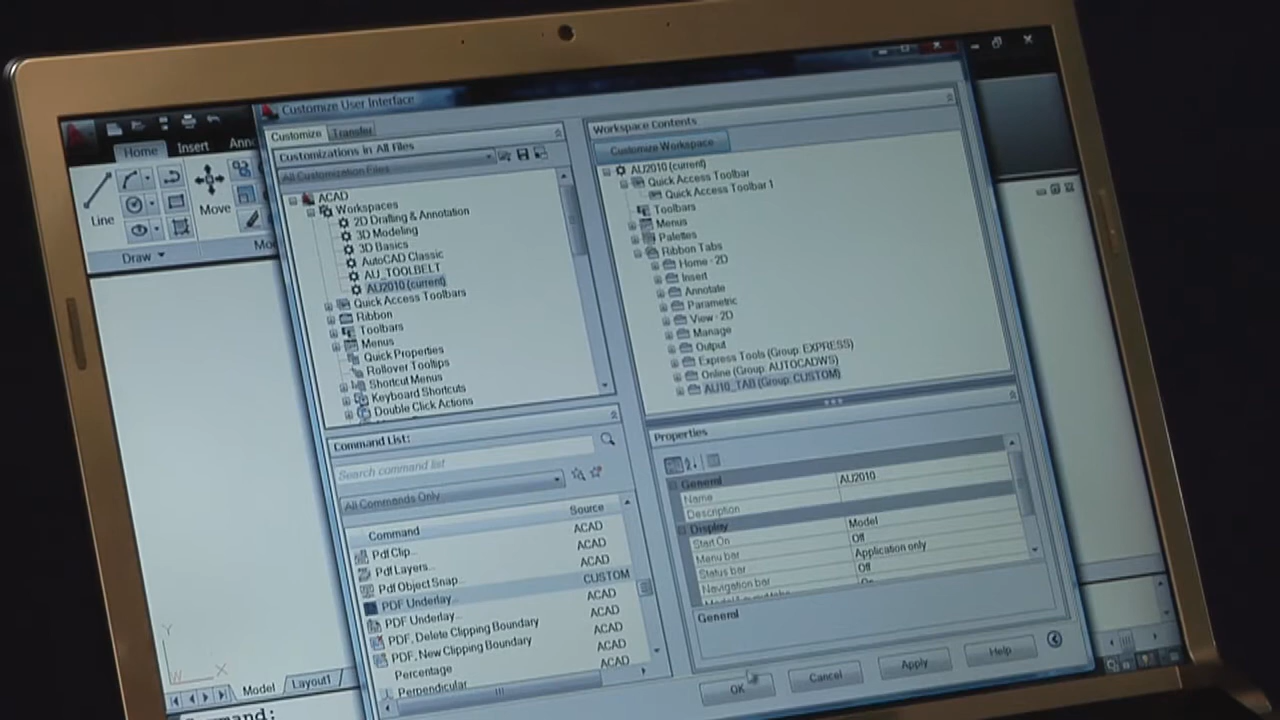 Customize User Interface
Home
Insert
Line
Move
Draw
Customize
Transfer
Customizations in All Files
All Customization Files
ACAD
Workspaces
2D Drafting & Annotation
3D Modeling
3D Basics
AutoCAD Classic
AU_TOOLBELT
AU2010 (current)
Quick Access Toolbars
Ribbon
Toolbars
Menus
Quick Properties
Rollover Tooltips
Shortcut Menus
Keyboard Shortcuts
Double Click Actions
Command List:
Search command list
All Commands Only
Command Source
Pdf Clip... ACAD
Pdf Layers... ACAD
Pdf Object Snap... ACAD
PDF Underlay... CUSTOM
PDF Underlay... ACAD
PDF, Delete Clipping Boundary ACAD
PDF, New Clipping Boundary ACAD
Percentage ACAD
Perpendicular ACAD
Workspace Contents
Customize Workspace
AU2010 (current)
Quick Access Toolbar
Quick Access Toolbar 1
Toolbars
Menus
Palettes
Ribbon Tabs
Home - 2D
Insert
Annotate
Parametric
View - 2D
Manage
Output
Express Tools (Group: EXPRESS)
Online (Group: AUTOCADWS)
AU10_TAB (Group: CUSTOM)
Properties
General
Name AU2010
Description
Display
Start On Model
Menu bar Off
Status bar Application only
Navigation bar Off
General
OK Cancel Apply Help
Model Layout1
Command:
Y
X
W